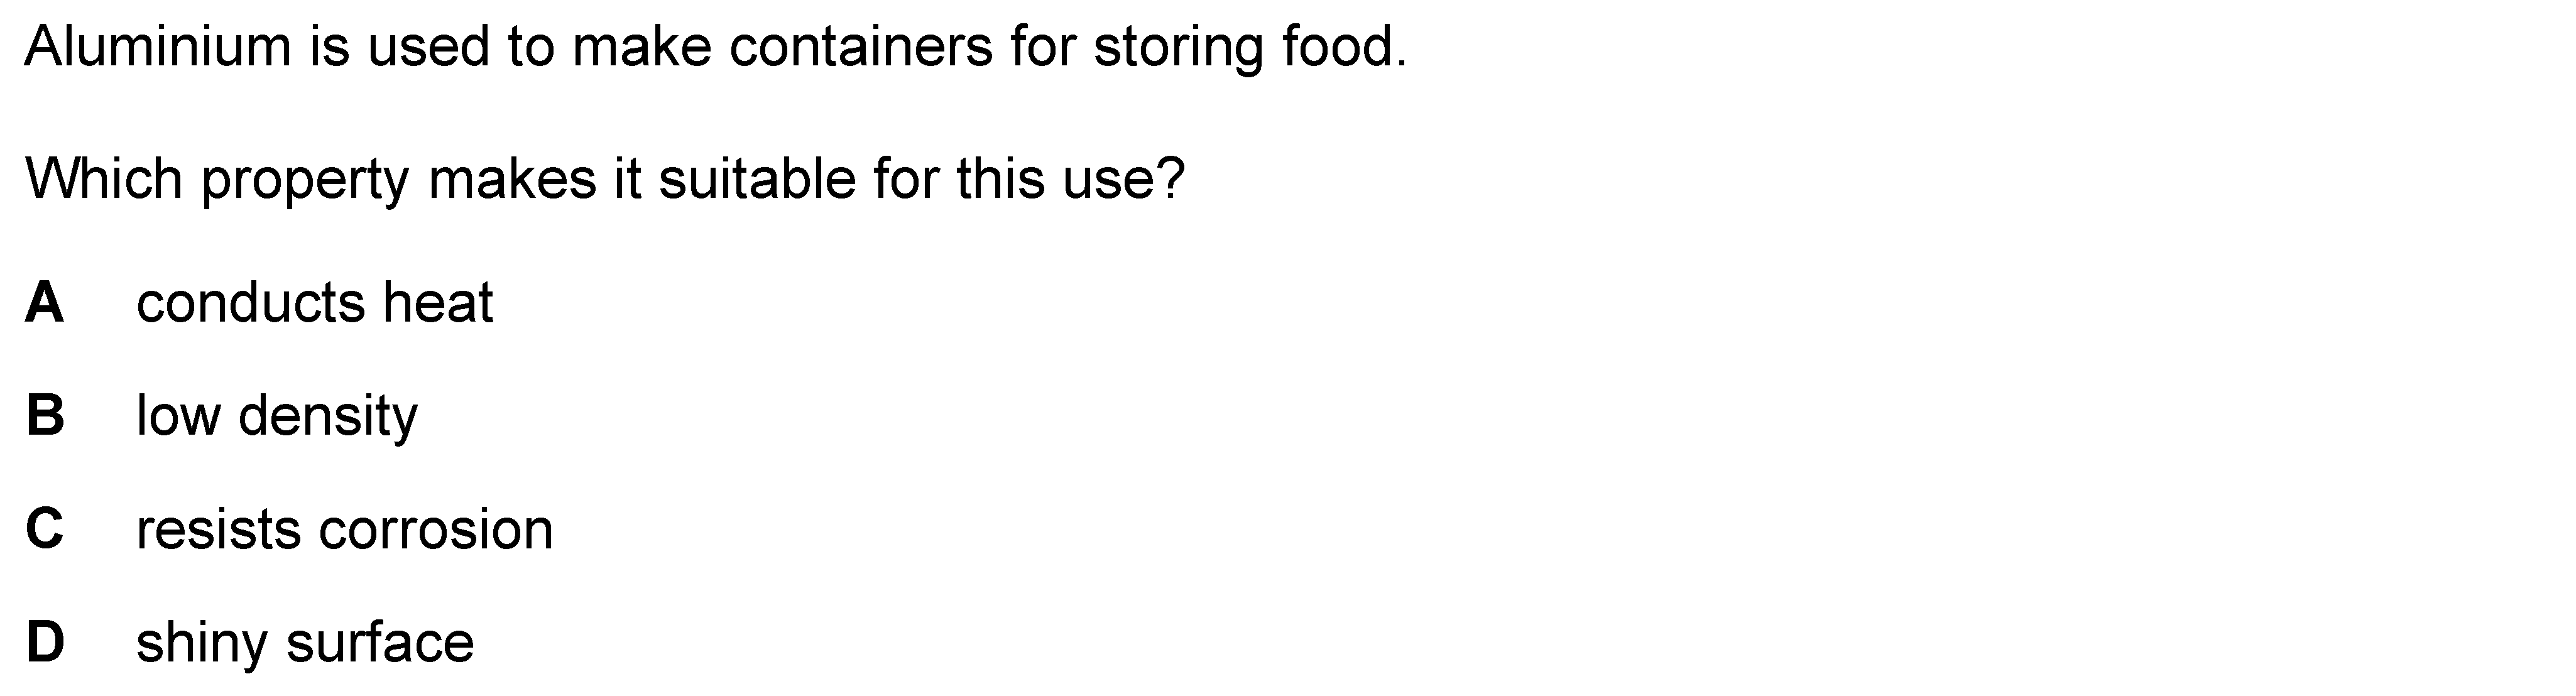 Aluminium is used to make containers for storing food.
Which property makes it suitable for this use?
A conducts heat
B low density
C resists corrosion
D shiny surface